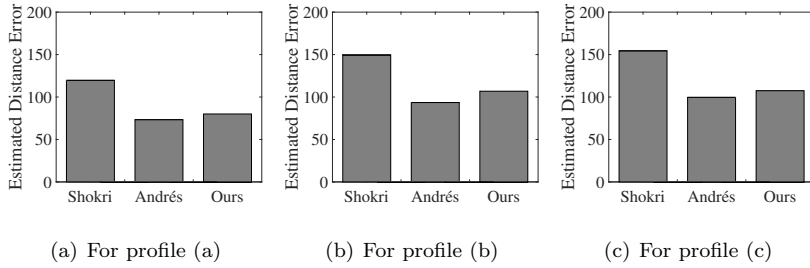 Estimated Distance Error
200
150
100
50
0
Shokri Andrés Ours
(a) For profile (a)
Estimated Distance Error
200
150
100
50
0
Shokri Andrés Ours
(b) For profile (b)
Estimated Distance Error
200
150
100
50
0
Shokri Andrés Ours
(c) For profile (c)